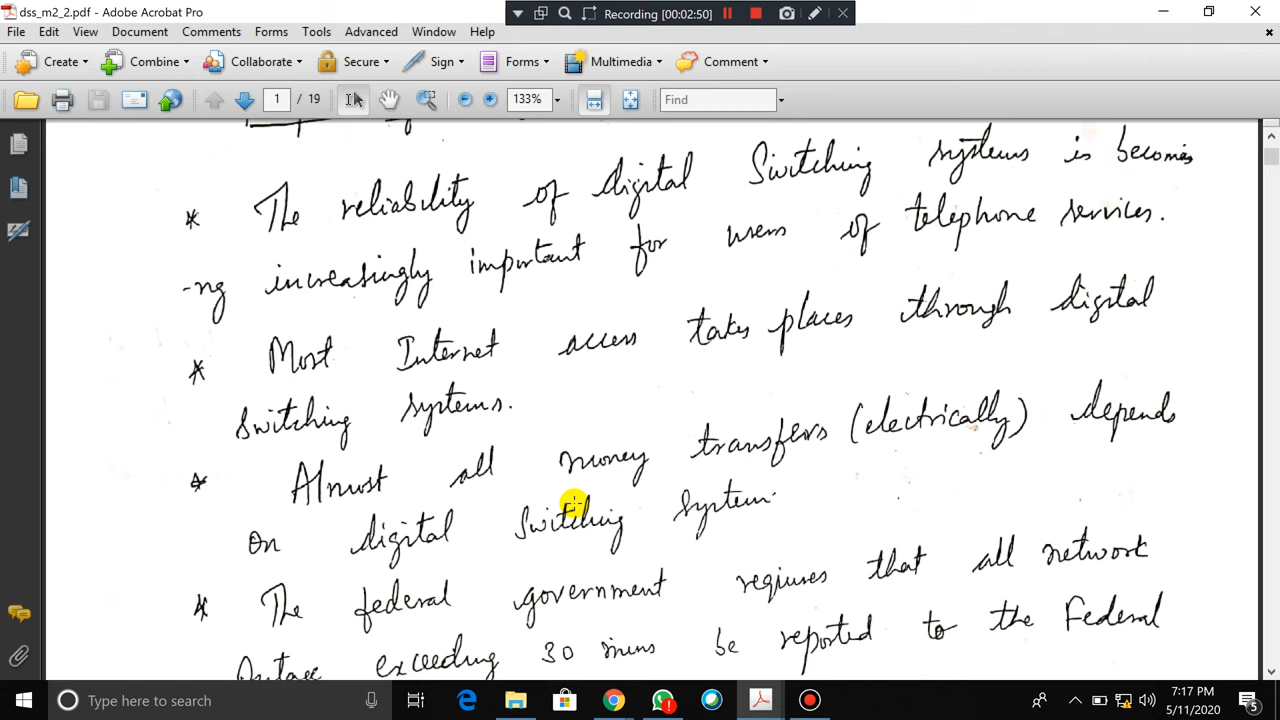 dss_m2_2.pdf - Adobe Acrobat Pro
Recording [00:02:50]
File Edit View Document Comments Forms Tools Advanced Window Help
Create Combine Collaborate Secure Sign Forms Multimedia Comment
1 / 19 133% Find
* The reliability of digital Switching systems is becomei
-ng increasingly important for users of telephone services.
* Most Internet access takes places through digital
switching systems.
* Almost all money transfers (electrically) depends
on digital switching system.
* The federal government reqiuses that all network
Outage exceeding 30 mins be reported to the Federal
Type here to search
7:17 PM
5/11/2020
5